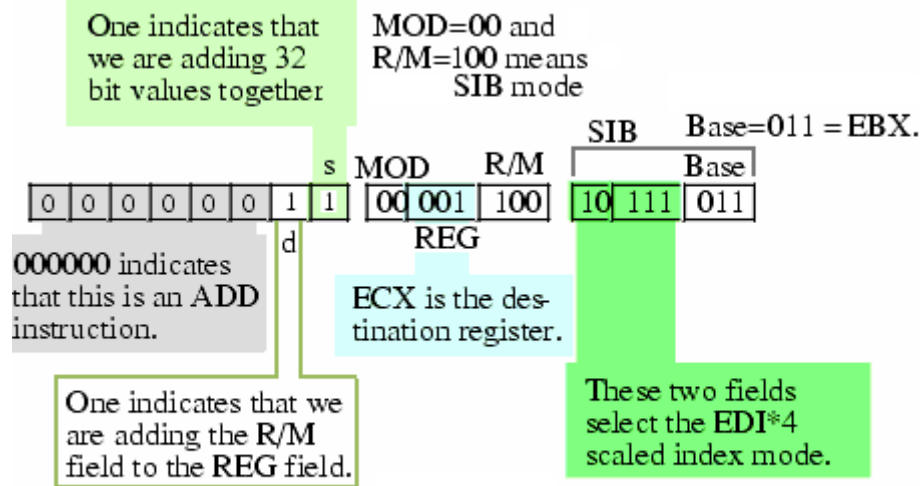 One indicates that
we are adding 32
bit values together
MOD=00 and
R/M=100 means
SIB mode
SIB
Base=011 = EBX.
s
MOD
R/M
Base
0 0 0 0 0 0 1 1 00 001 100 10 111 011
d
REG
000000 indicates
that this is an ADD
instruction.
ECX is the des-
tination register.
One indicates that we
are adding the R/M
field to the REG field.
These two fields
select the EDI*4
scaled index mode.